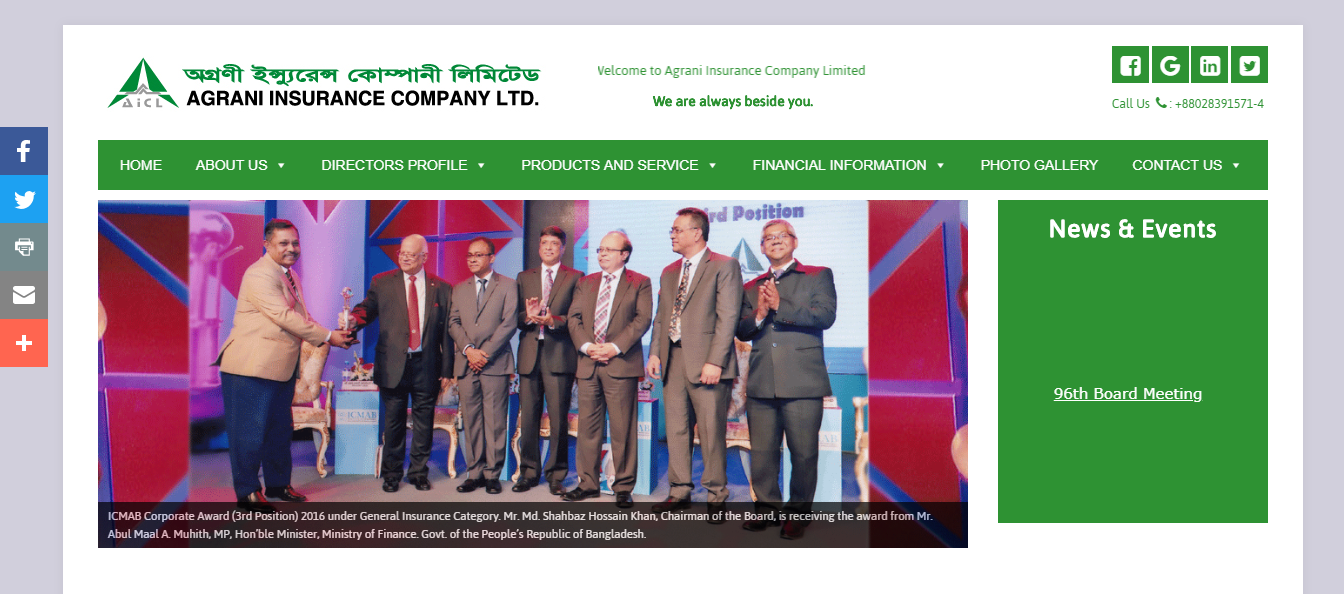 অগ্রণী ইন্স্যুরেন্স কোম্পানী লিমিটেড
AGRANI INSURANCE COMPANY LTD.
AiCL
Welcome to Agrani Insurance Company Limited
We are always beside you.
Call Us : +88028391571-4
HOME ABOUT US DIRECTORS PROFILE PRODUCTS AND SERVICE FINANCIAL INFORMATION PHOTO GALLERY CONTACT US
3rd Position
ICMAB
News & Events
96th Board Meeting
ICMAB Corporate Award (3rd Position) 2016 under General Insurance Category. Mr. Md. Shahbaz Hossain Khan, Chairman of the Board, is receiving the award from Mr.
Abul Maal A. Muhith, MP, Hon'ble Minister, Ministry of Finance. Govt. of the People's Republic of Bangladesh.